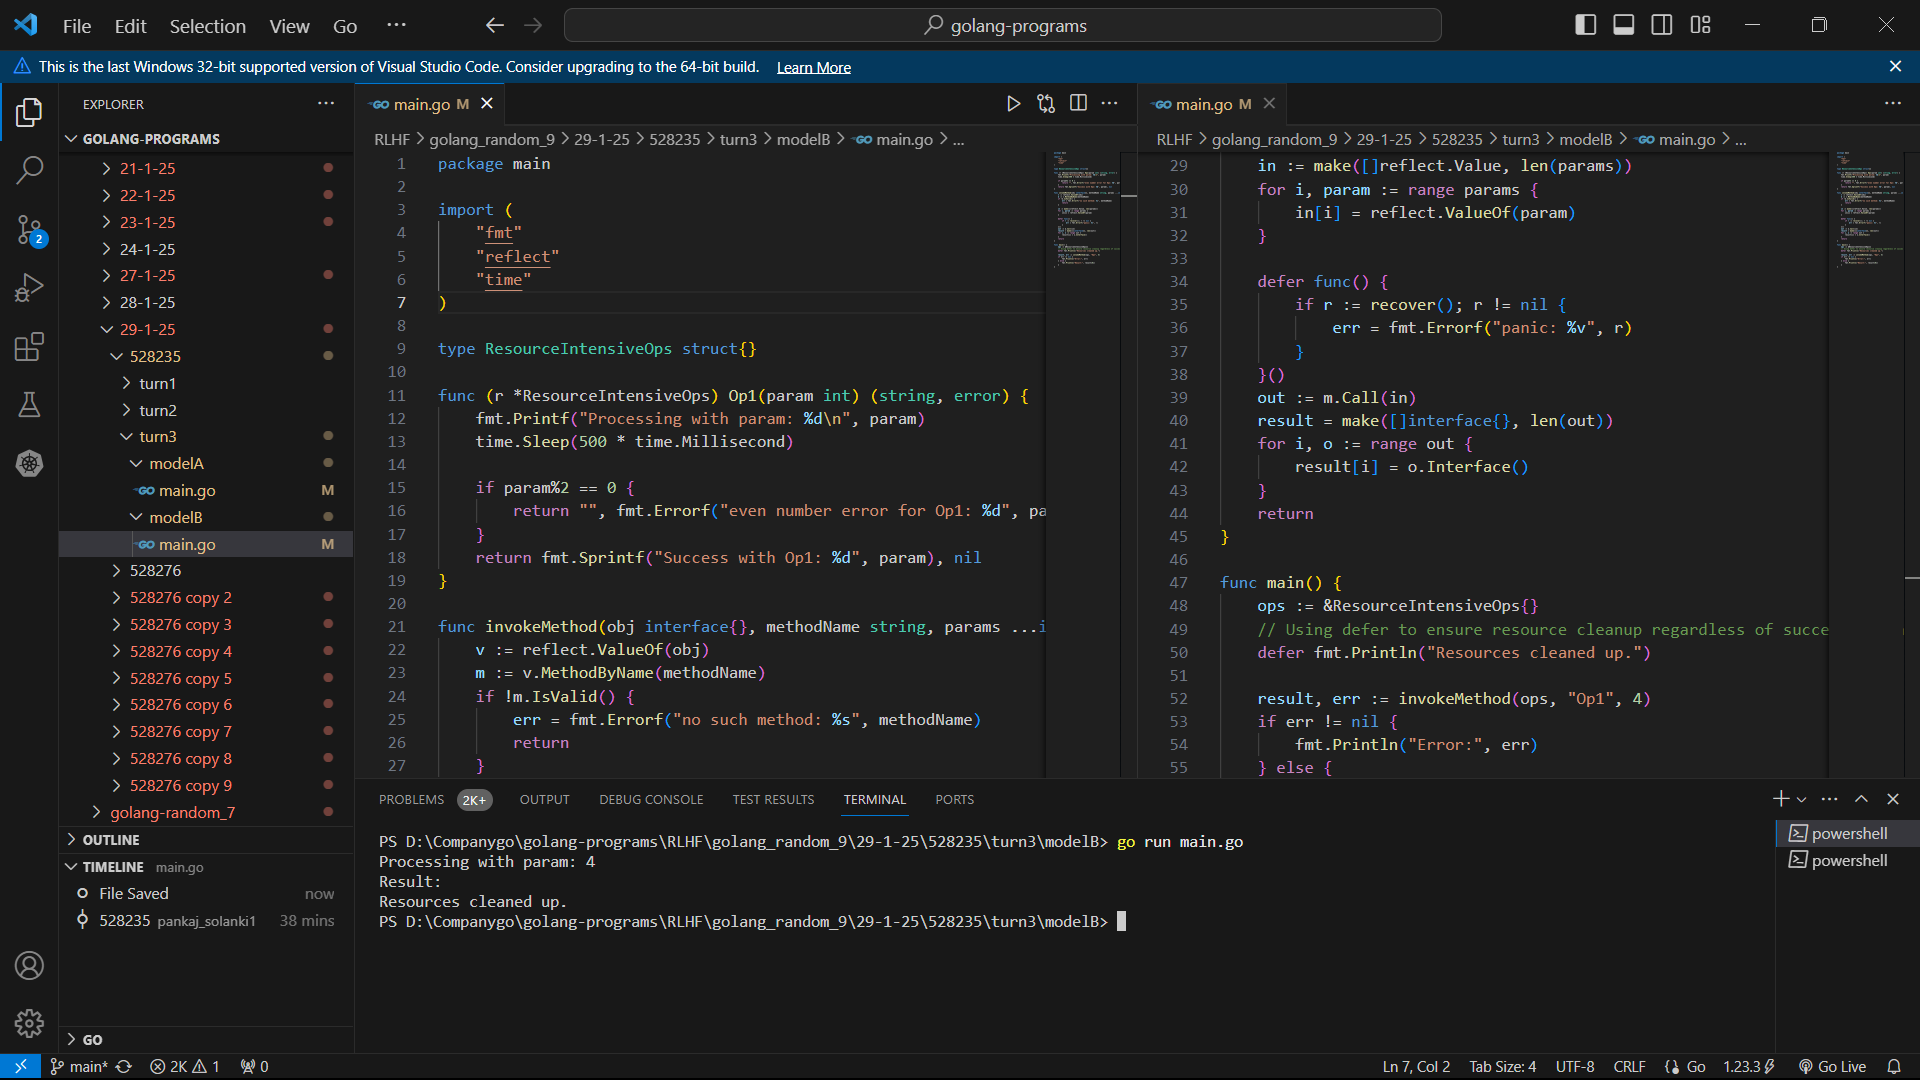 File Edit Selection View Go ··· golang-programs
This is the last Windows 32-bit supported version of Visual Studio Code. Consider upgrading to the 64-bit build. Learn More
EXPLORER
GOLANG-PROGRAMS
21-1-25
22-1-25
23-1-25
24-1-25
27-1-25
28-1-25
29-1-25
528235
turn1
turn2
turn3
modelA
main.go M
modelB
main.go M
528276
528276 copy 2
528276 copy 3
528276 copy 4
528276 copy 5
528276 copy 6
528276 copy 7
528276 copy 8
528276 copy 9
golang-random_7
OUTLINE
TIMELINE main.go
File Saved now
528235 pankaj_solanki1 38 mins
GO
2
main.go M
RLHF > golang_random_9 > 29-1-25 > 528235 > turn3 > modelB > main.go > ...
1 package main
2
3 import (
4 "fmt"
5 "reflect"
6 "time"
7 )
8
9 type ResourceIntensiveOps struct{}
10
11 func (r *ResourceIntensiveOps) Op1(param int) (string, error) {
12 fmt.Printf("Processing with param: %d\n", param)
13 time.Sleep(500 * time.Millisecond)
14
15 if param%2 == 0 {
16 return "", fmt.Errorf("even number error for Op1: %d", pa
17 }
18 return fmt.Sprintf("Success with Op1: %d", param), nil
19 }
20
21 func invokeMethod(obj interface{}, methodName string, params ...i
22 v := reflect.ValueOf(obj)
23 m := v.MethodByName(methodName)
24 if !m.IsValid() {
25 err = fmt.Errorf("no such method: %s", methodName)
26 return
27 }
main.go M
RLHF > golang_random_9 > 29-1-25 > 528235 > turn3 > modelB > main.go > ...
29 in := make([]reflect.Value, len(params))
30 for i, param := range params {
31 in[i] = reflect.ValueOf(param)
32 }
33
34 defer func() {
35 if r := recover(); r != nil {
36 err = fmt.Errorf("panic: %v", r)
37 }
38 }()
39 out := m.Call(in)
40 result = make([]interface{}, len(out))
41 for i, o := range out {
42 result[i] = o.Interface()
43 }
44 return
45 }
46
47 func main() {
48 ops := &ResourceIntensiveOps{}
49 // Using defer to ensure resource cleanup regardless of succe
50 defer fmt.Println("Resources cleaned up.")
51
52 result, err := invokeMethod(ops, "Op1", 4)
53 if err != nil {
54 fmt.Println("Error:", err)
55 } else {
PROBLEMS 2K+ OUTPUT DEBUG CONSOLE TEST RESULTS TERMINAL PORTS
PS D:\Companygo\golang-programs\RLHF\golang_random_9\29-1-25\528235\turn3\modelB> go run main.go
Processing with param: 4
Result:
Resources cleaned up.
PS D:\Companygo\golang-programs\RLHF\golang_random_9\29-1-25\528235\turn3\modelB>
powershell
powershell
main* 2K 1 0 Ln 7, Col 2 Tab Size: 4 UTF-8 CRLF Go 1.23.3 Go Live